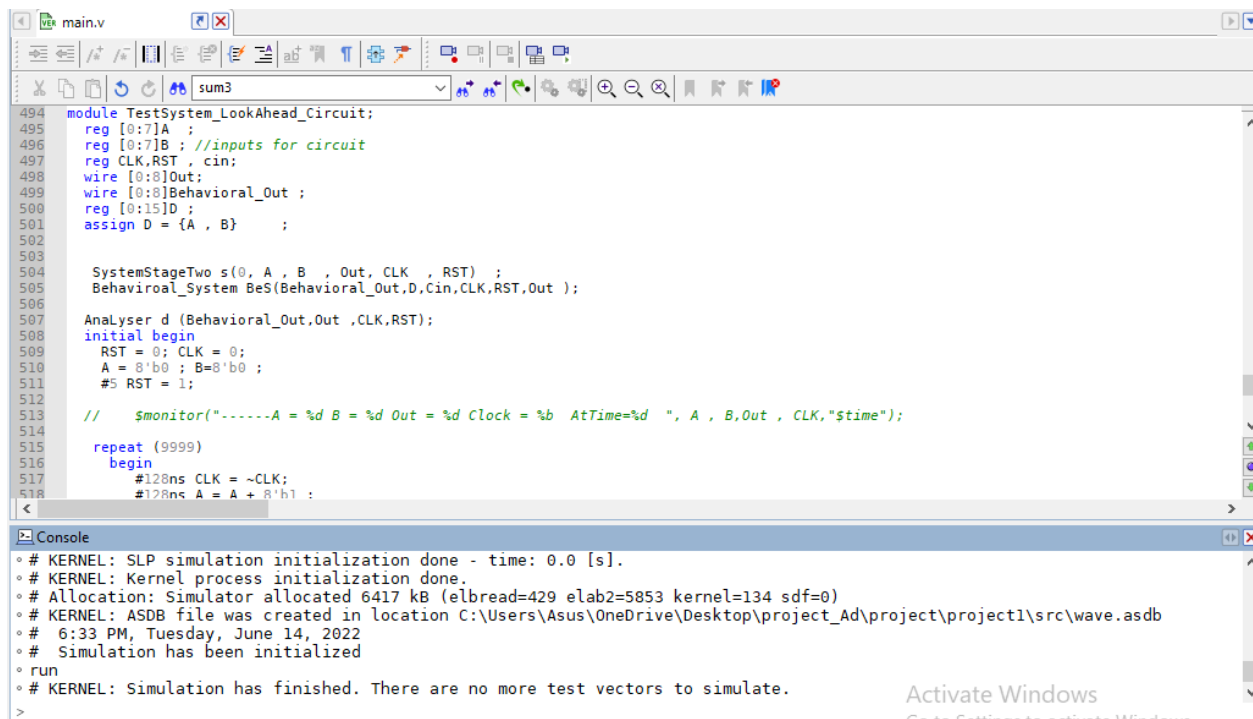 main.v
sum3
494 module TestSystem_LookAhead_Circuit;
495 reg [0:7]A ;
496 reg [0:7]B ; //inputs for circuit
497 reg CLK,RST , cin;
498 wire [0:8]Out;
499 wire [0:8]Behavioral_Out ;
500 reg [0:15]D ;
501 assign D = {A , B} ;
502
503
504 SystemStageTwo s(0, A , B , Out, CLK , RST) ;
505 Behaviroal_System BeS(Behavioral_Out,D,Cin,CLK,RST,Out );
506
507 AnaLyser d (Behavioral_Out,Out ,CLK,RST);
508 initial begin
509 RST = 0; CLK = 0;
510 A = 8'b0 ; B=8'b0 ;
511 #5 RST = 1;
512
513 // $monitor("------A = %d B = %d Out = %d Clock = %b AtTime=%d ", A , B,Out , CLK,"$time");
514
515 repeat (9999)
516 begin
517 #128ns CLK = ~CLK;
518 #128ns A = A + 8'b1 ;
Console
# KERNEL: SLP simulation initialization done - time: 0.0 [s].
# KERNEL: Kernel process initialization done.
# Allocation: Simulator allocated 6417 kB (elbread=429 elab2=5853 kernel=134 sdf=0)
# KERNEL: ASDB file was created in location C:\Users\Asus\OneDrive\Desktop\project_Ad\project\project1\src\wave.asdb
# 6:33 PM, Tuesday, June 14, 2022
# Simulation has been initialized
run
# KERNEL: Simulation has finished. There are no more test vectors to simulate.
Activate Windows
>